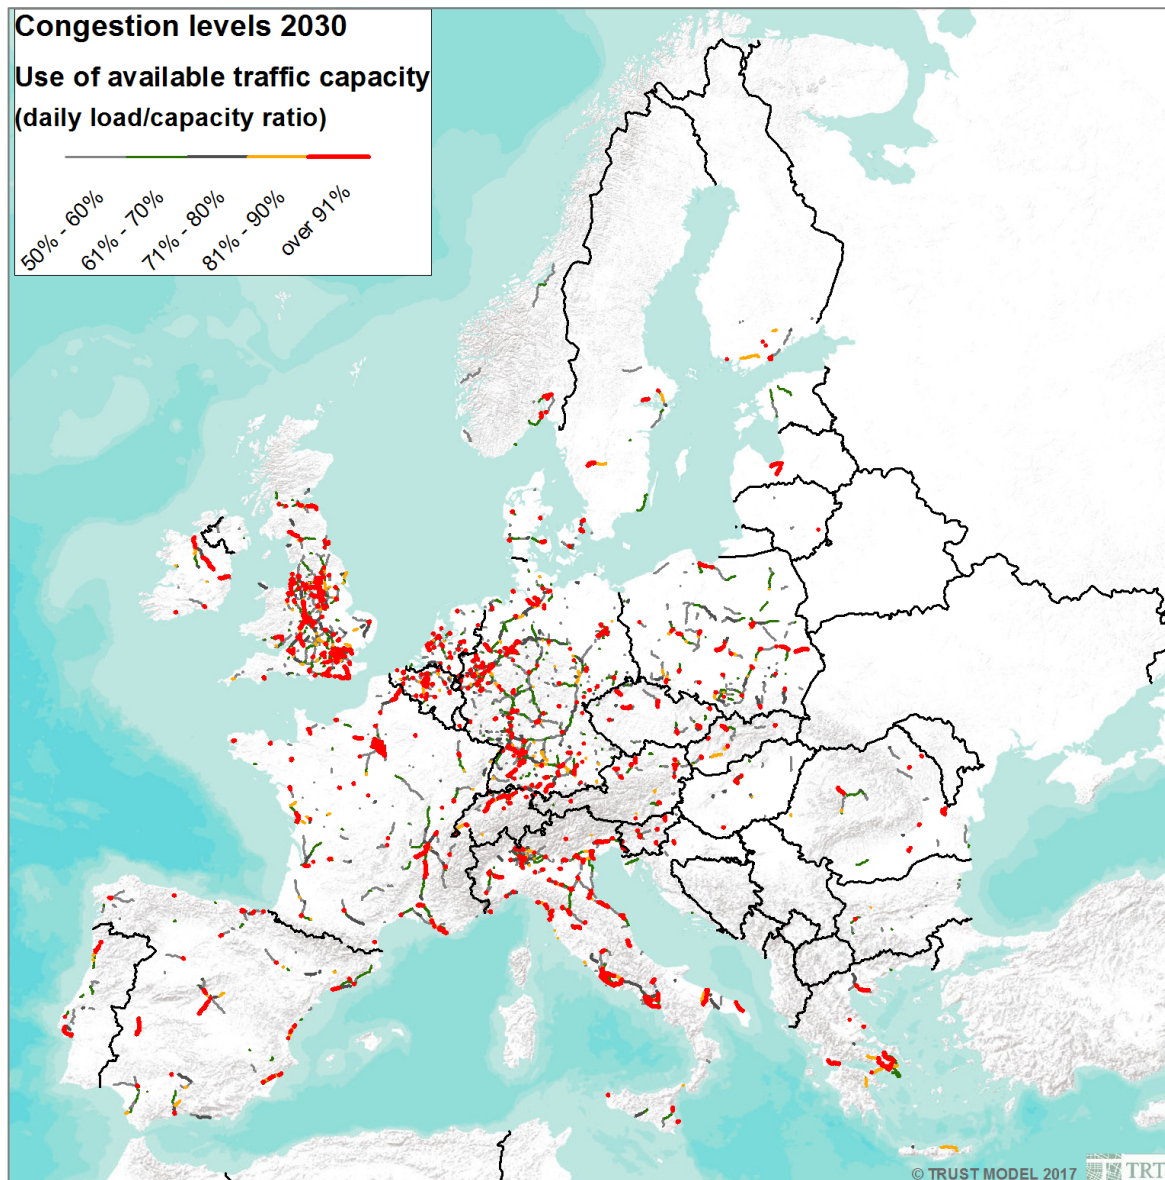 Congestion levels 2030
Use of available traffic capacity
(daily load/capacity ratio)
50% - 60%
61% - 70%
71% - 80%
81% - 90%
over 91%
© TRUST MODEL 2017
TRT